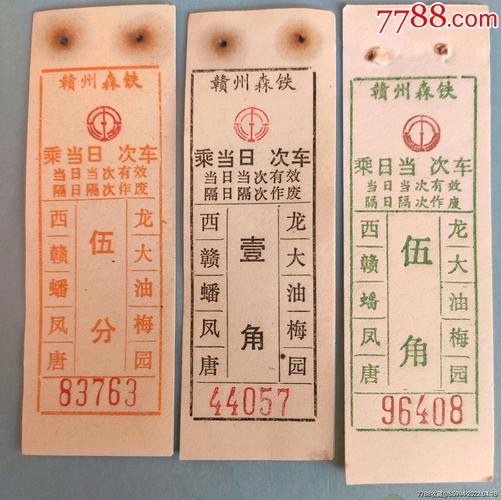 7788.com
赣州森铁
乘当日 次车
当日当次有效
隔日隔次作废
西赣蟠凤唐
伍分
龙大油梅园
83763
赣州森铁
乘当日 次车
当日当次有效
隔日隔次作废
西赣蟠凤唐
壹角
龙大油梅园
44057
赣州森铁
乘日当 次车
当日当次有效
隔日隔次作废
西赣蟠凤唐
伍角
龙大油梅园
96408